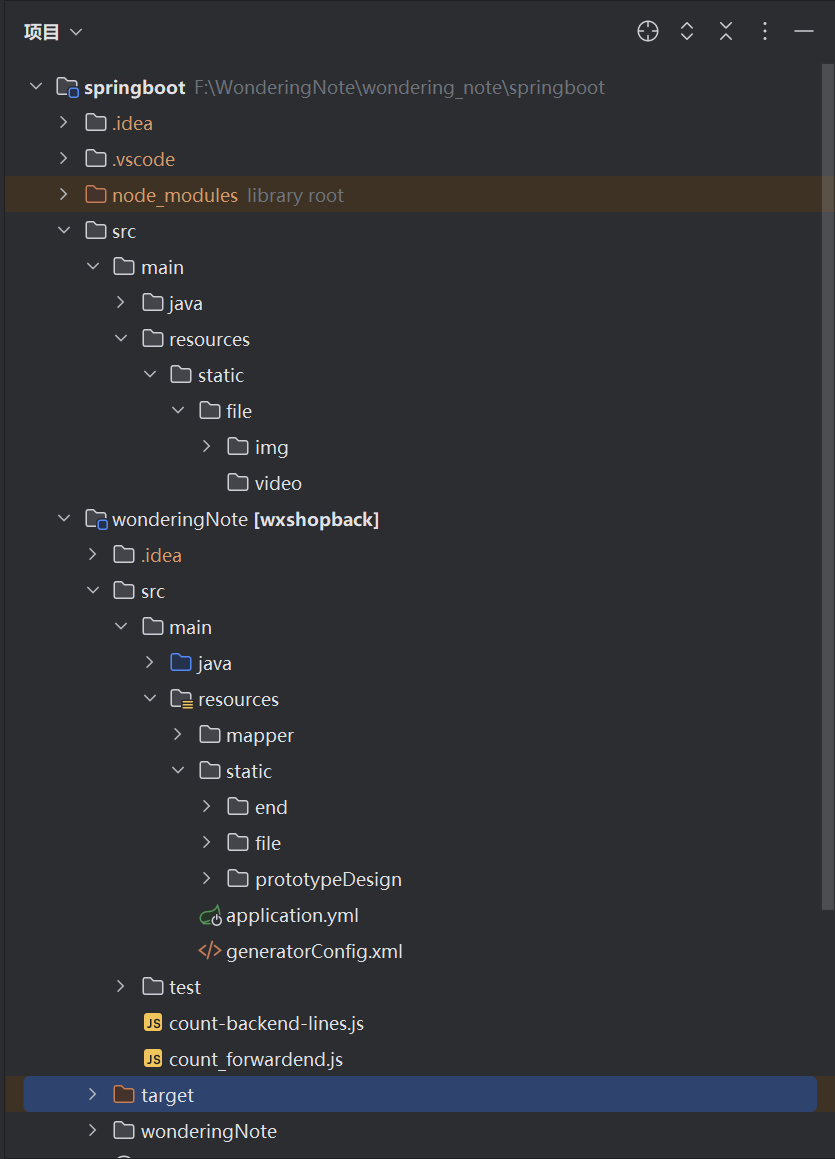 项目
springboot F:\WonderingNote\wondering_note\springboot
.idea
.vscode
node_modules library root
src
main
java
resources
static
file
img
video
wonderingNote [wxshopback]
.idea
src
main
java
resources
mapper
static
end
file
prototypeDesign
application.yml
</> generatorConfig.xml
test
JS count-backend-lines.js
JS count_forwardend.js
target
wonderingNote